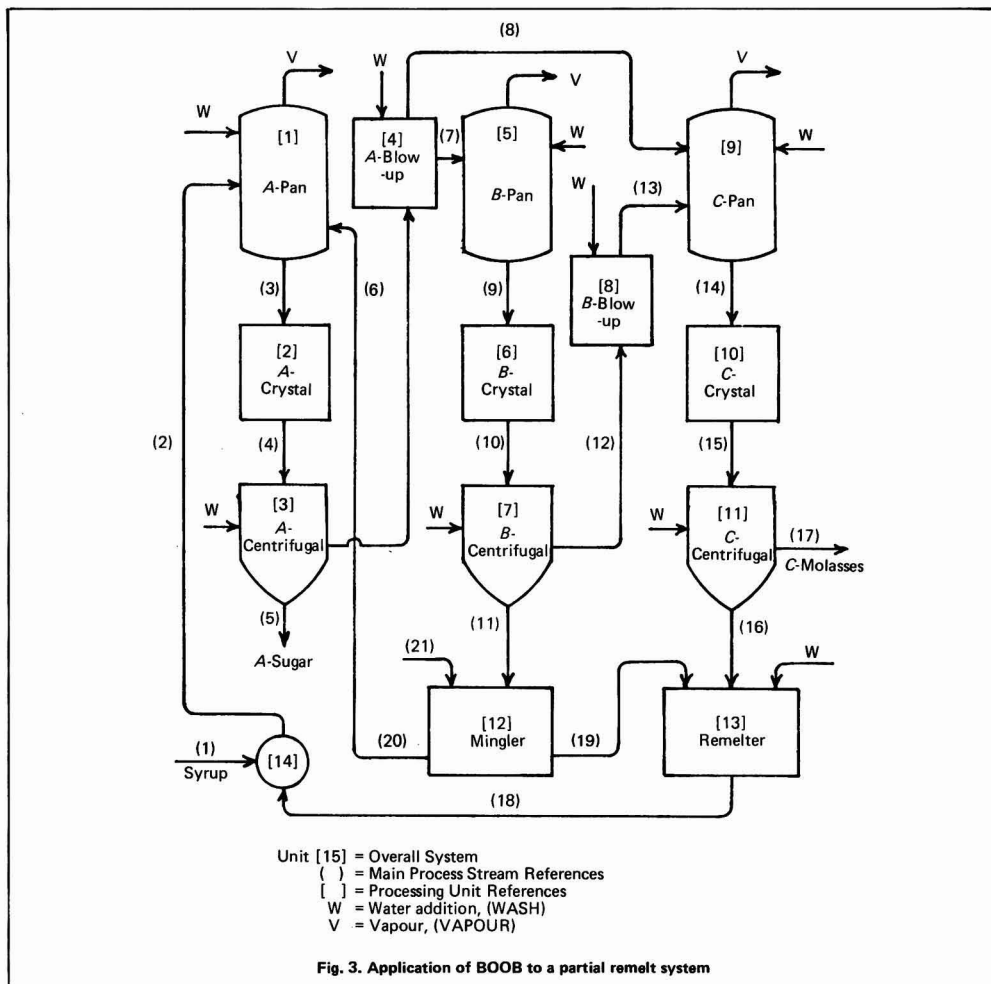 (8)
V
V
V
W
W
W
W
[1]
A-Pan
[4]
A-Blow
-up
(7)
[5]
B-Pan
W
(13)
[9]
C-Pan
(3)
(6)
(9)
[8]
B-Blow
-up
(14)
[2]
A-
Crystal
[6]
B-
Crystal
[10]
C-
Crystal
(2)
(4)
(10)
(12)
(15)
W
[3]
A-
Centrifugal
W
[7]
B-
Centrifugal
W
[11]
C-
Centrifugal
(17)
C-Molasses
(5)
A-Sugar
(11)
(16)
(21)
W
(20)
[12]
Mingler
(19)
[13]
Remelter
(1)
Syrup
[14]
(18)
Unit [15] = Overall System
( ) = Main Process Stream References
[ ] = Processing Unit References
W = Water addition, (WASH)
V = Vapour, (VAPOUR)
Fig. 3. Application of BOOB to a partial remelt system